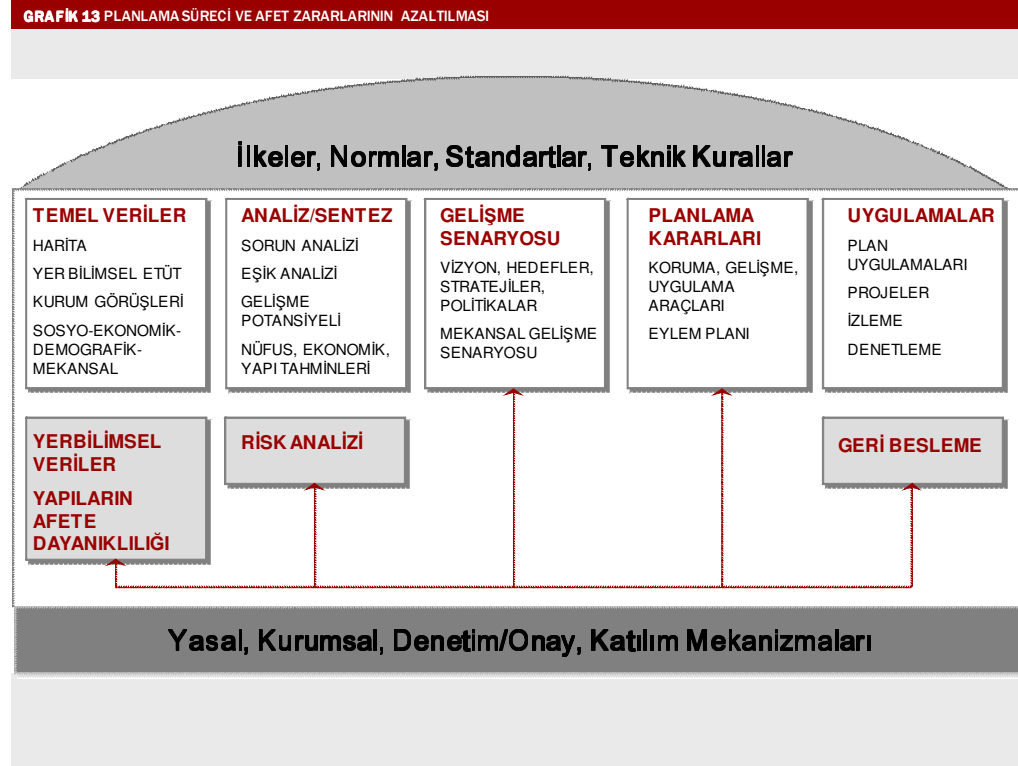 GRAFİK 13 PLANLAMA SÜRECİ VE AFET ZARARLARININ AZALTILMASI
İlkeler, Normlar, Standartlar, Teknik Kurallar
TEMEL VERİLER
HARİTA
YER BİLİMSEL ETÜT
KURUM GÖRÜŞLERİ
SOSYO-EKONOMİK-
DEMOGRAFİK-
MEKANSAL
ANALİZ/SENTEZ
SORUN ANALİZİ
EŞİK ANALİZİ
GELİŞME
POTANSİYELİ
NÜFUS, EKONOMİK,
YAPI TAHMİNLERİ
GELİŞME
SENARYOSU
VİZYON, HEDEFLER,
STRATEJİLER,
POLİTİKALAR
MEKANSAL GELİŞME
SENARYOSU
PLANLAMA
KARARLARI
KORUMA, GELİŞME,
UYGULAMA
ARAÇLARI
EYLEM PLANI
UYGULAMALAR
PLAN
UYGULAMALARI
PROJELER
İZLEME
DENETLEME
YERBİLİMSEL
VERİLER
YAPILARIN
AFETE
DAYANIKLILIĞI
RİSK ANALİZİ
GERİ BESLEME
Yasal, Kurumsal, Denetim/Onay, Katılım Mekanizmaları